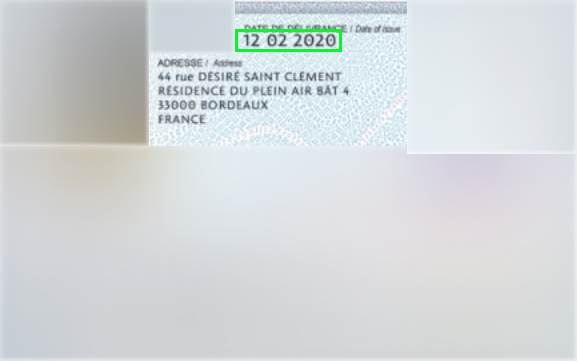 DATE DE DÉLIVRANCE / Date of issue
12 02 2020
ADRESSE / Address
44 rue DÉSIRÉ SAINT CLÉMENT
RÉSIDENCE DU PLEIN AIR BÂT 4
33000 BORDEAUX
FRANCE